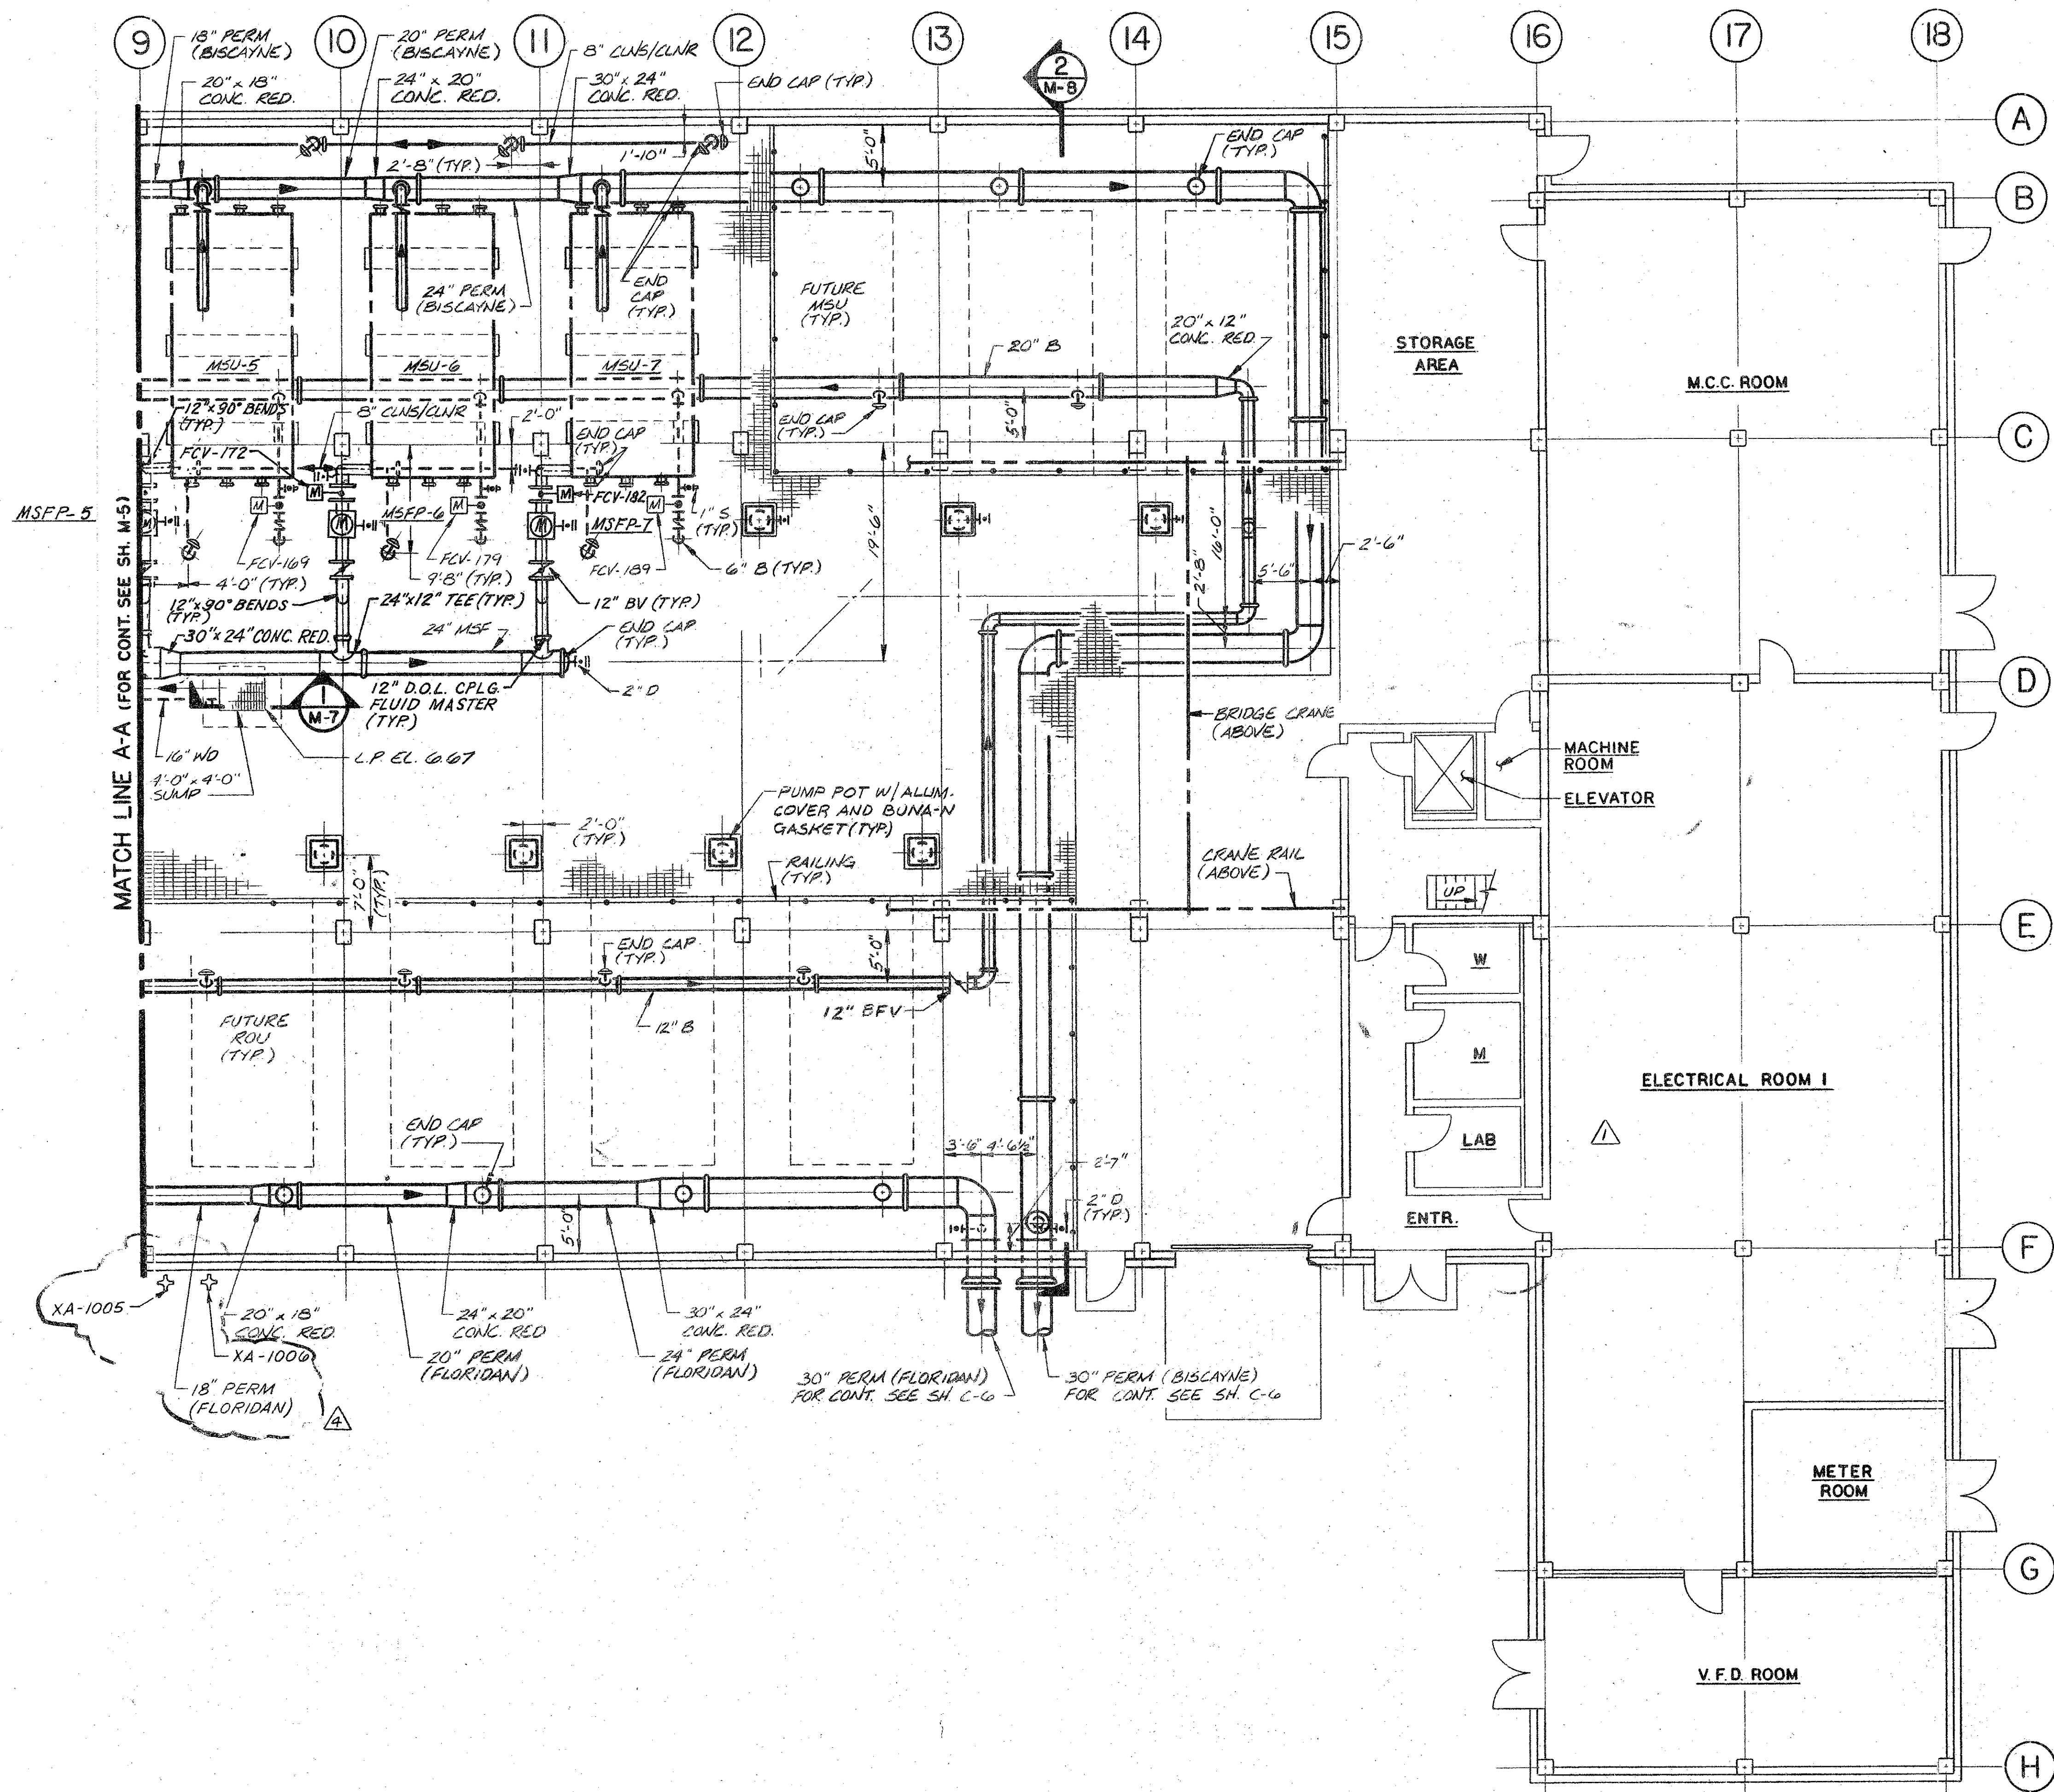 9
10
11
12
13
14
15
16
17
18
A
B
C
D
E
F
G
H
18" PERM
(BISCAYNE)
20" x 18"
CONC. RED.
20" PERM
(BISCAYNE)
24" x 20"
CONC. RED.
8" CLNS/CLNR
30" x 24"
CONC. RED.
END CAP (TYP.)
2
M-8
1'-10"
2'-8" (TYP.)
5'-0"
END CAP
(TYP.)
24" PERM
(BISCAYNE)
END
CAP
(TYP.)
FUTURE
MSU
(TYP.)
20" x 12"
CONC. RED.
20" B
STORAGE
AREA
M.C.C. ROOM
MSU-5
MSU-6
MSU-7
12"x90° BENDS
(TYP.)
8" CLNS/CLNR
2'-0"
END CAP
(TYP.)
END CAP
(TYP.)
5'-0"
FCV-172
M
M
FCV-182
MSFP-5
M
M
MSFP-6
M
M
MSFP-7
M
M
1" S
(TYP.)
FCV-169
FCV-179
FCV-189
6" B (TYP.)
4'-0" (TYP.)
9'-8" (TYP.)
19'-6"
16'-0"
2'-8"
5'-6"
2'-6"
12"x90° BENDS
(TYP.)
24"x12" TEE (TYP.)
12" BV (TYP.)
30"x24" CONC. RED.
24" MSF
END CAP
(TYP.)
MATCH LINE A-A (FOR CONT. SEE SH. M-5)
1
M-7
12" D.O.L. CPLG.
FLUID MASTER
(TYP.)
2" D
16" WD
L.P. EL. 6.67
4'-0" x 4'-0"
SUMP
BRIDGE CRANE
(ABOVE)
MACHINE
ROOM
ELEVATOR
PUMP POT W/ALUM.
COVER AND BUNA-N
GASKET (TYP.)
2'-0"
(TYP.)
RAILING
(TYP.)
CRANE RAIL
(ABOVE)
7'-0"
(TYP.)
UP
END CAP
(TYP.)
5'-0"
W
12" B
12" BFV
FUTURE
ROU
(TYP.)
M
ELECTRICAL ROOM 1
1
LAB
END CAP
(TYP.)
3'-6"
4'-6½"
2'-7"
2" D
(TYP.)
ENTR.
5'-0"
XA-1005
20" x 18"
CONC. RED.
XA-1006
18" PERM
(FLORIDAN)
4
24" x 20"
CONC. RED
20" PERM
(FLORIDAN)
30" x 24"
CONC. RED.
24" PERM
(FLORIDAN)
30" PERM (FLORIDAN)
FOR CONT. SEE SH. C-6
30" PERM (BISCAYNE)
FOR CONT. SEE SH. C-6
METER
ROOM
V. F. D. ROOM